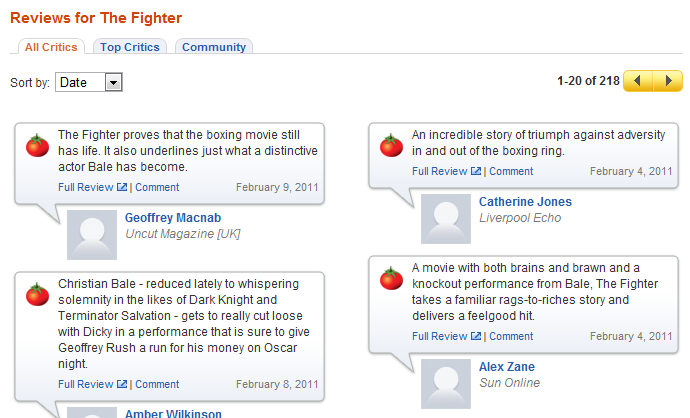 Reviews for The Fighter
All Critics Top Critics Community
Sort by: Date 1-20 of 218
The Fighter proves that the boxing movie still
has life. It also underlines just what a distinctive
actor Bale has become.
Full Review | Comment February 9, 2011
Geoffrey Macnab
Uncut Magazine [UK]
An incredible story of triumph against adversity
in and out of the boxing ring.
Full Review | Comment February 4, 2011
Catherine Jones
Liverpool Echo
Christian Bale - reduced lately to whispering
solemnity in the likes of Dark Knight and
Terminator Salvation - gets to really cut loose
with Dicky in a performance that is sure to give
Geoffrey Rush a run for his money on Oscar
night.
Full Review | Comment February 8, 2011
Amber Wilkinson
A movie with both brains and brawn and a
knockout performance from Bale, The Fighter
takes a familiar rags-to-riches story and
delivers a feelgood hit.
Full Review | Comment February 4, 2011
Alex Zane
Sun Online